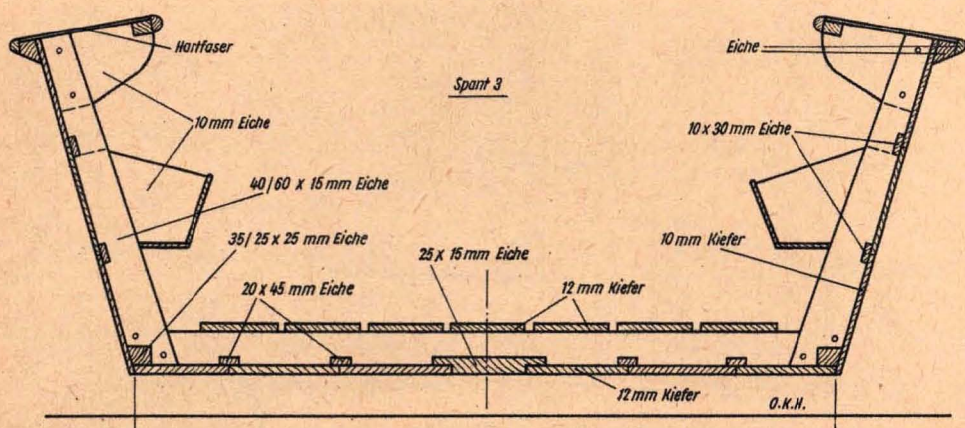 Hartfaser
Eiche
Spant 3
10 mm Eiche
10 x 30 mm Eiche
40/60 x 15 mm Eiche
35/25 x 25 mm Eiche
25 x 15 mm Eiche
10 mm Kiefer
20 x 45 mm Eiche
12 mm Kiefer
12 mm Kiefer
O.K.H.